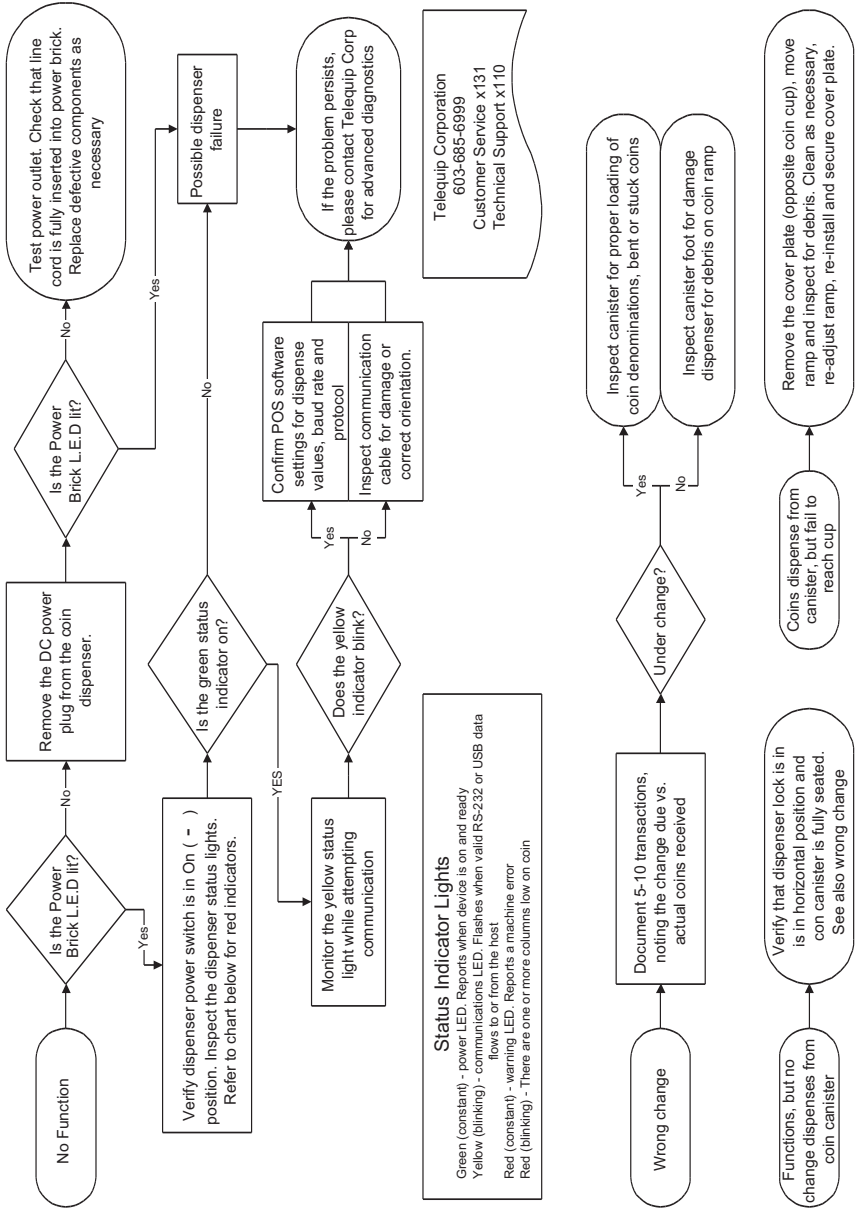 No Function
Is the Power
Brick L.E.D lit?
No
Yes
Remove the DC power
plug from the coin
dispenser.
Is the Power
Brick L.E.D lit?
No
Yes
Test power outlet. Check that line
cord is fully inserted into power brick.
Replace defective components as
necessary
Verify dispenser power switch is in On ( - )
position. Inspect the dispenser status lights.
Refer to chart below for red indicators.
Is the green status
indicator on?
No
YES
Possible dispenser
failure
Monitor the yellow status
light while attempting
communication
Does the yellow
indicator blink?
Yes
No
Confirm POS software
settings for dispense
values, baud rate and
protocol
Inspect communication
cable for damage or
correct orientation.
If the problem persists,
please contact Telequip Corp
for advanced diagnostics
Status Indicator Lights
Green (constant) - power LED. Reports when device is on and ready
Yellow (blinking) - communications LED. Flashes when valid RS-232 or USB data
flows to or from the host
Red (constant) - warning LED. Reports a machine error
Red (blinking) - There are one or more columns low on coin
Telequip Corporation
603-685-6999
Customer Service x131
Technical Support x110
Wrong change
Document 5-10 transactions,
noting the change due vs.
actual coins received
Under change?
Yes
No
Inspect canister for proper loading of
coin denominations, bent or stuck coins
Inspect canister foot for damage
dispenser for debris on coin ramp
Functions, but no
change dispenses from
coin canister
Verify that dispenser lock is in
is in horizontal position and
con canister is fully seated.
See also wrong change
Coins dispense from
canister, but fail to
reach cup
Remove the cover plate (opposite coin cup), move
ramp and inspect for debris. Clean as necessary,
re-adjust ramp, re-install and secure cover plate.